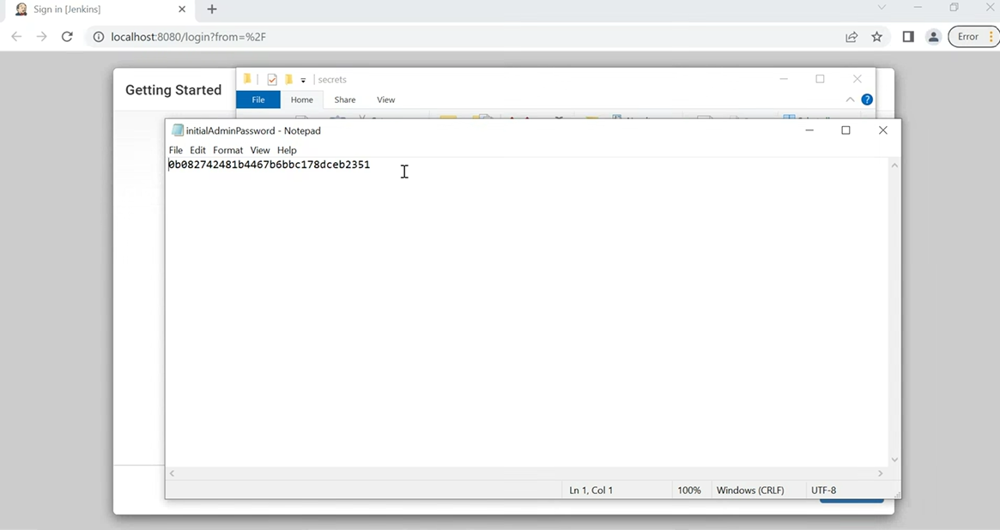 Sign in [Jenkins]
localhost:8080/login?from=%2F
Error
Getting Started
secrets
File Home Share View
initialAdminPassword - Notepad
File Edit Format View Help
0b082742481b4467b6bbc178dceb2351
Ln 1, Col 1 100% Windows (CRLF) UTF-8